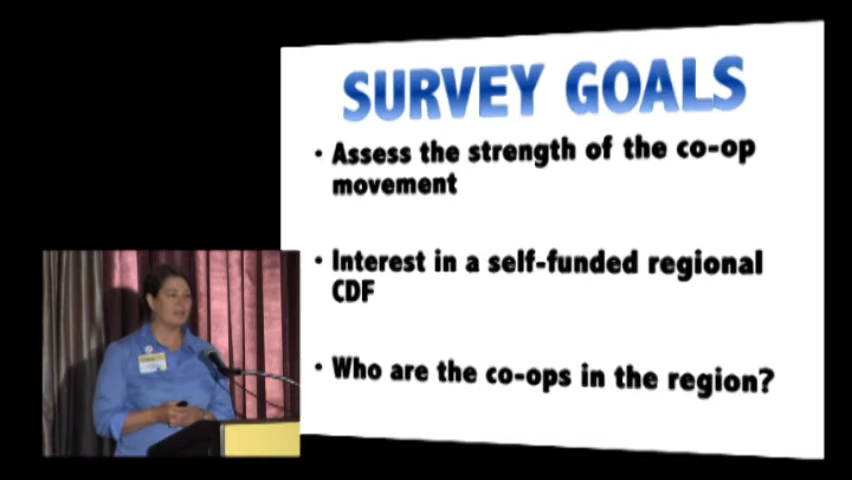 SURVEY GOALS
• Assess the strength of the co-op
movement
• Interest in a self-funded regional
CDF
• Who are the co-ops in the region?